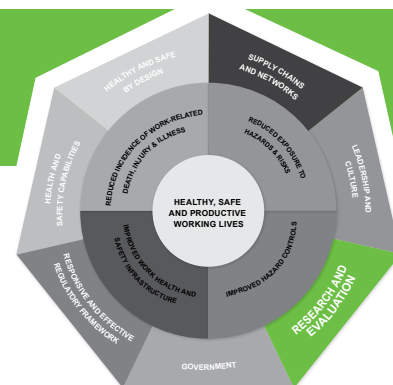 HEALTHY AND SAFE
BY DESIGN
SUPPLY CHAINS
AND NETWORKS
HEALTH AND
SAFETY CAPABILITIES
REDUCED INCIDENCE OF WORK-RELATED
DEATH, INJURY & ILLNESS
REDUCED EXPOSURE TO
HAZARDS & RISKS
LEADERSHIP AND
CULTURE
HEALTHY, SAFE
AND PRODUCTIVE
WORKING LIVES
RESPONSIVE AND EFFECTIVE
REGULATORY FRAMEWORK
IMPROVED WORK HEALTH AND
SAFETY INFRASTRUCTURE
IMPROVED HAZARD CONTROLS
RESEARCH AND
EVALUATION
GOVERNMENT